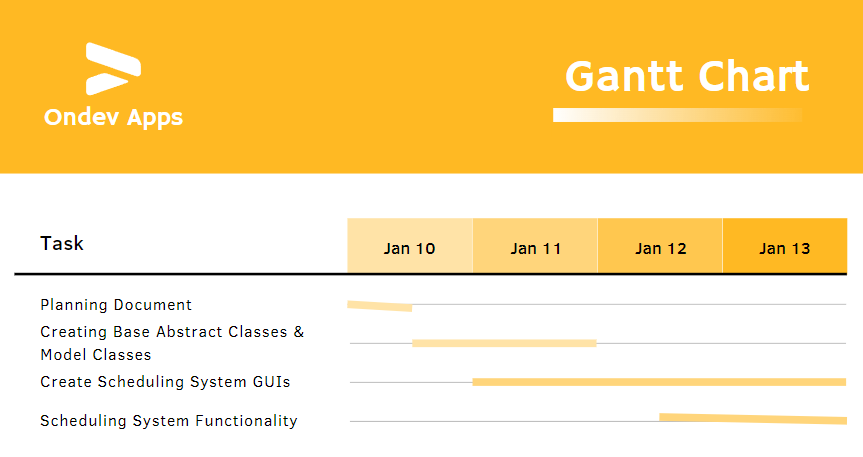 Ondev Apps
Gantt Chart
Task
Jan 10
Jan 11
Jan 12
Jan 13
Planning Document
Creating Base Abstract Classes &
Model Classes
Create Scheduling System GUIs
Scheduling System Functionality